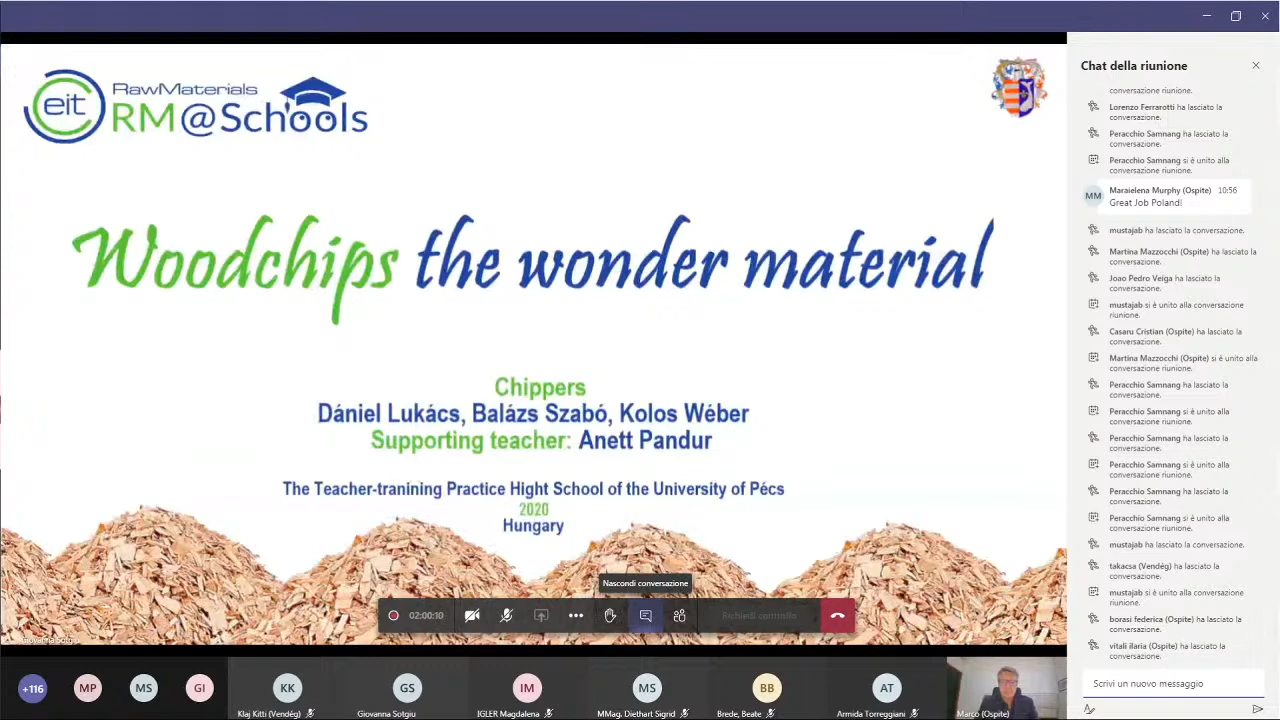 eit
RawMaterials
RM@Schools
Woodchips the wonder material
Chippers
Dániel Lukács, Balázs Szabó, Kolos Wéber
Supporting teacher: Anett Pandur
The Teacher-tranining Practice Hight School of the University of Pécs
2020
Hungary
Nascondi conversazione
02:00:10
Richiedi controllo
Giovanna Sotgiu
+116
MP
MS
GI
KK
Klaj Kitti (Vendég)
GS
Giovanna Sotgiu
IM
IGLER Magdalena
MS
MMag. Diethart Sigrid
BB
Brede, Beate
AT
Armida Torreggiani
Marco (Ospite)
Chat della riunione
conversazione riunione.
Lorenzo Ferrarotti ha lasciato la
conversazione.
Peracchio Samnang ha lasciato la
conversazione.
Peracchio Samnang si è unito alla
conversazione riunione.
MM
Maraielena Murphy (Ospite) 10:56
Great Job Poland!
mustajab ha lasciato la conversazione.
Martina Mazzocchi (Ospite) ha lasciato la
conversazione.
Joao Pedro Veiga ha lasciato la
conversazione.
mustajab si è unito alla conversazione
riunione.
Casaru Cristian (Ospite) ha lasciato la
conversazione.
Martina Mazzocchi (Ospite) si è unito alla
conversazione riunione.
Peracchio Samnang ha lasciato la
conversazione.
Peracchio Samnang si è unito alla
conversazione riunione.
Peracchio Samnang ha lasciato la
conversazione.
Peracchio Samnang si è unito alla
conversazione riunione.
Peracchio Samnang ha lasciato la
conversazione.
Peracchio Samnang si è unito alla
conversazione riunione.
mustajab ha lasciato la conversazione.
takacsa (Vendég) ha lasciato la
conversazione.
mustajab si è unito alla conversazione
riunione.
borasi federica (Ospite) ha lasciato la
conversazione.
vitali ilaria (Ospite) ha lasciato la
conversazione.
Scrivi un nuovo messaggio